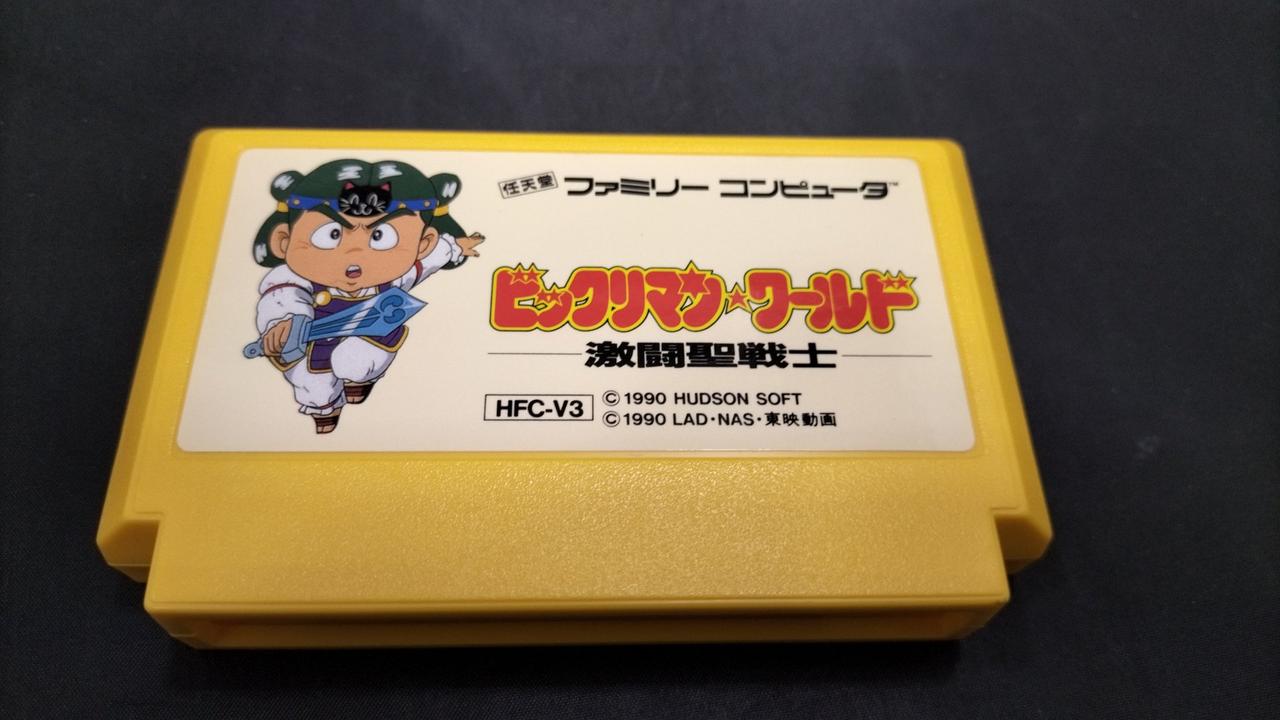 任天堂 ファミリー コンピュータ™
ビックリマン★ワールド
激闘聖戦士
HFC-V3
©1990 HUDSON SOFT
©1990 LAD・NAS・東映動画